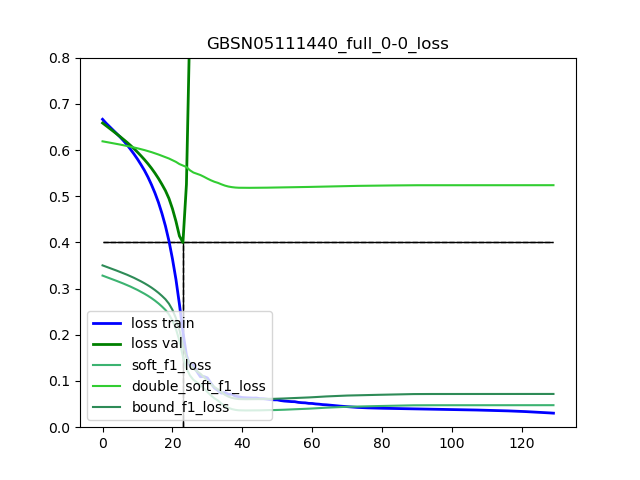 GBSN05111440_full_0-0_loss
0.8
0.7
0.6
0.5
0.4
0.3
0.2
0.1
0.0
loss train
loss val
soft_f1_loss
double_soft_f1_loss
bound_f1_loss
0 20 40 60 80 100 120